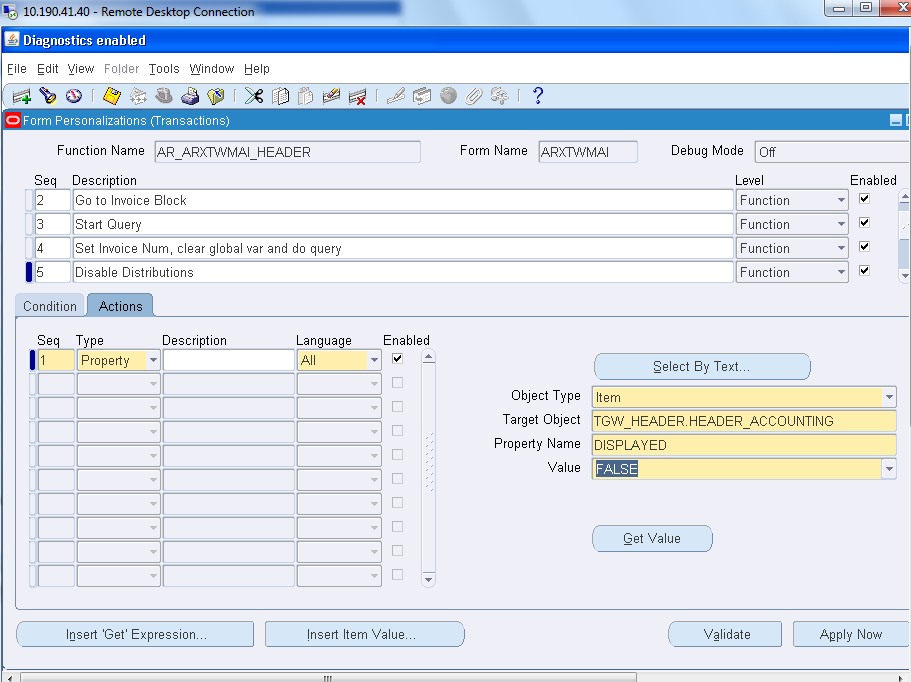 10.190.41.40 - Remote Desktop Connection
Diagnostics enabled
File Edit View Folder Tools Window Help
Form Personalizations (Transactions)
Function Name AR_ARXTWMAI_HEADER Form Name ARXTWMAI Debug Mode Off
Seq Description Level Enabled
2 Go to Invoice Block Function
3 Start Query Function
4 Set Invoice Num, clear global var and do query Function
5 Disable Distributions Function
Condition Actions
Seq Type Description Language Enabled
1 Property All
Select By Text...
Object Type Item
Target Object TGW_HEADER.HEADER_ACCOUNTING
Property Name DISPLAYED
Value FALSE
Get Value
Insert 'Get' Expression... Insert Item Value... Validate Apply Now